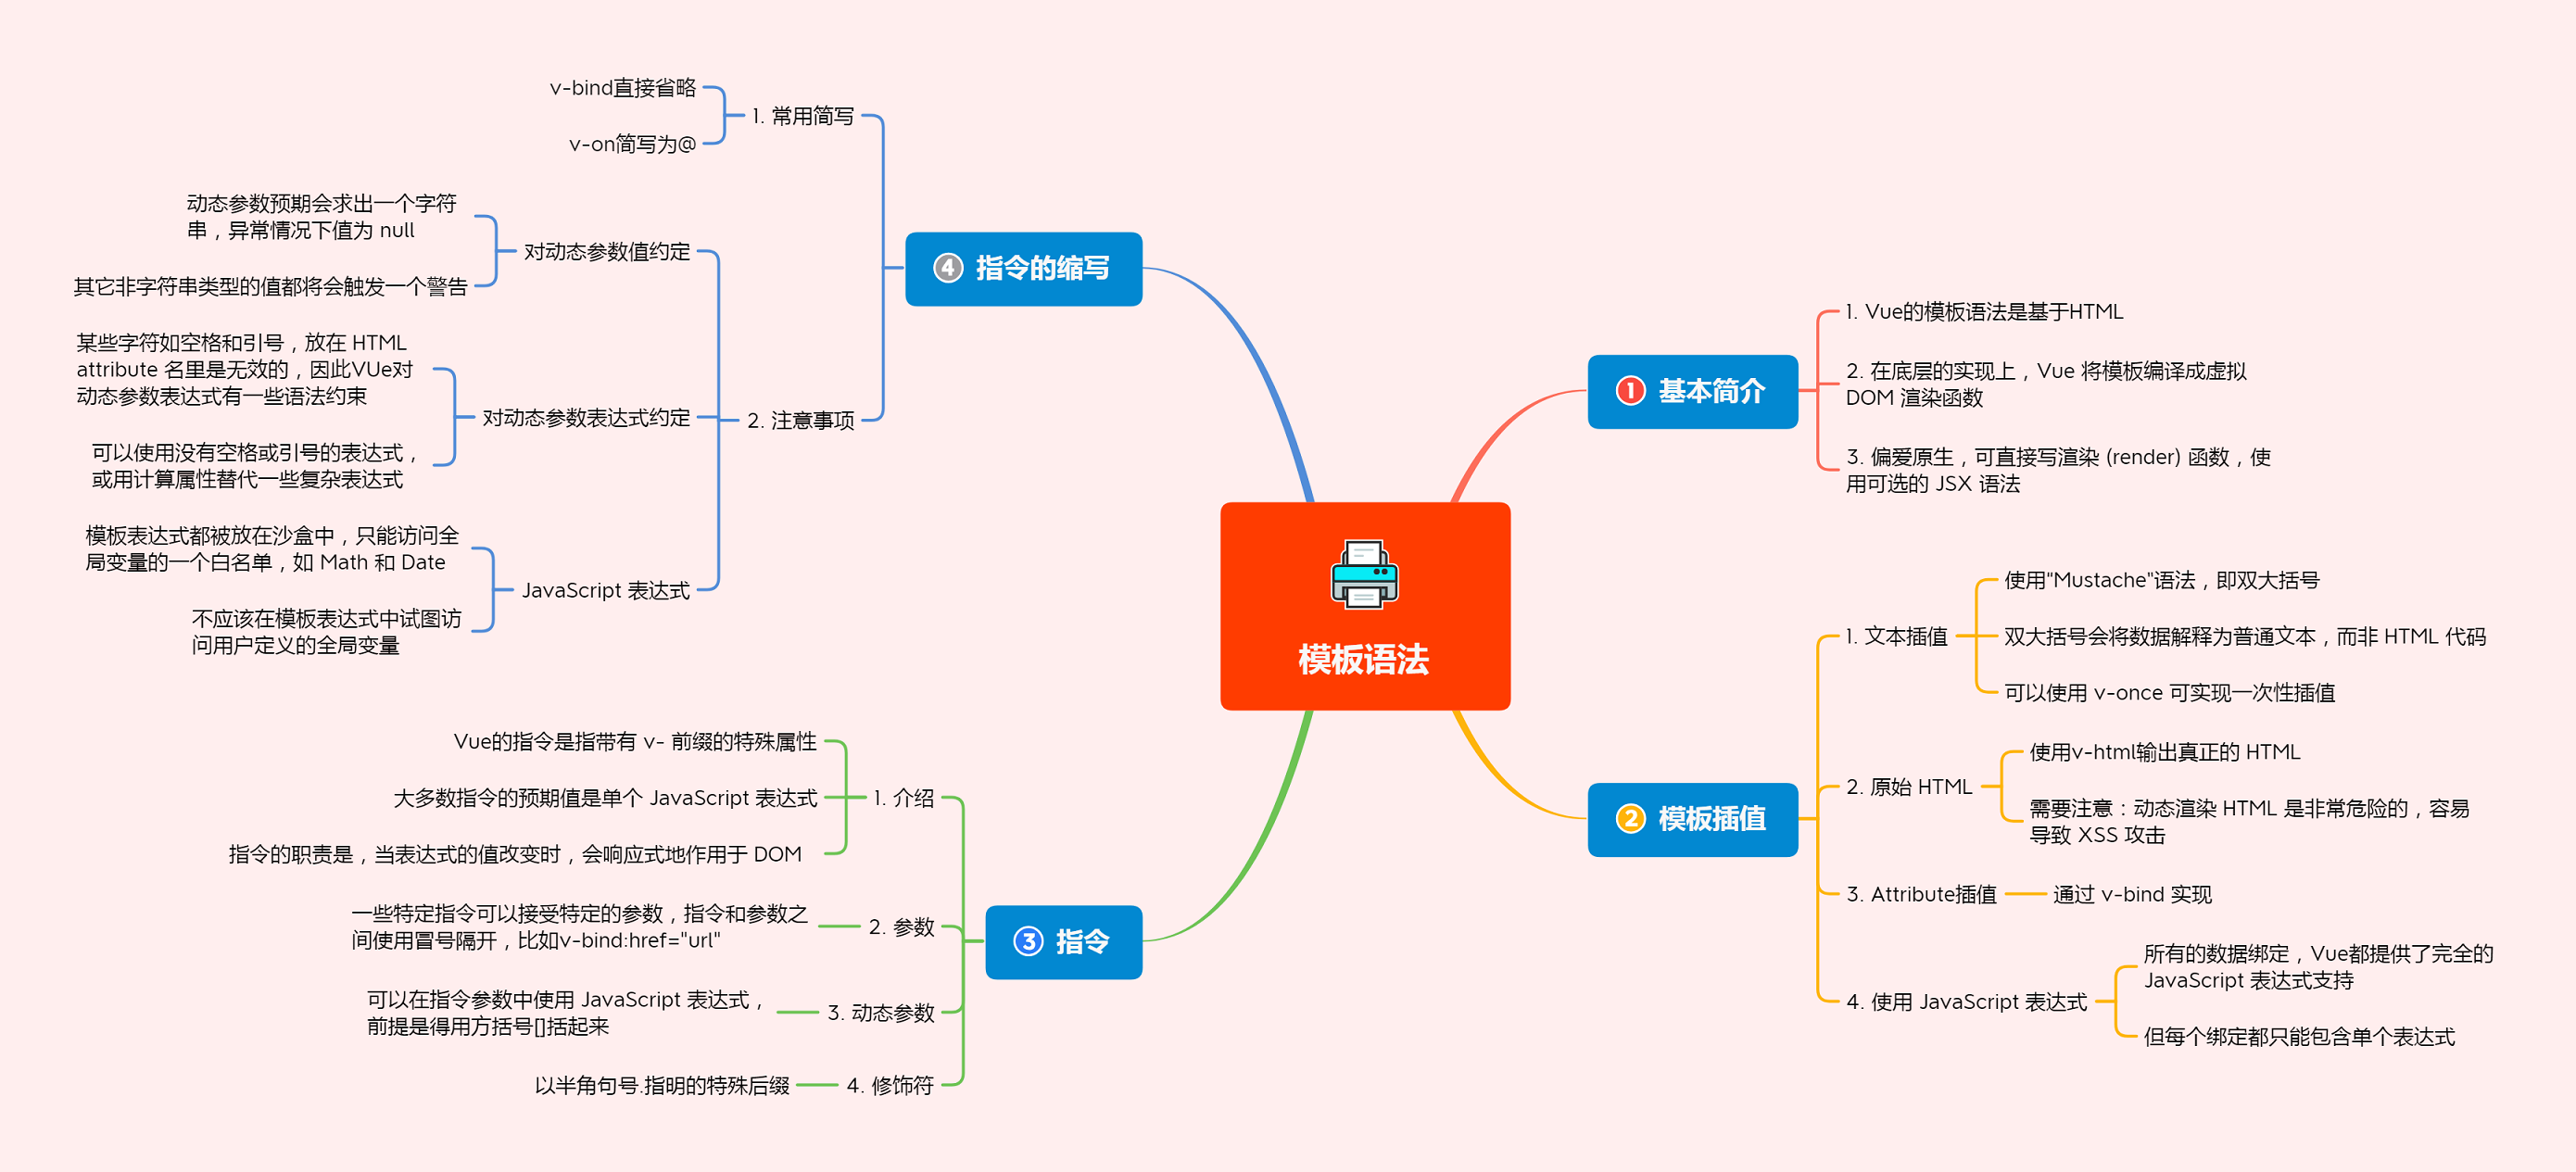 模板语法
1 基本简介
1. Vue的模板语法是基于HTML
2. 在底层的实现上，Vue 将模板编译成虚拟
DOM 渲染函数
3. 偏爱原生，可直接写渲染 (render) 函数，使
用可选的 JSX 语法
2 模板插值
1. 文本插值
使用"Mustache"语法，即双大括号
双大括号会将数据解释为普通文本，而非 HTML 代码
可以使用 v-once 可实现一次性插值
2. 原始 HTML
使用v-html输出真正的 HTML
需要注意：动态渲染 HTML 是非常危险的，容易
导致 XSS 攻击
3. Attribute插值
通过 v-bind 实现
4. 使用 JavaScript 表达式
所有的数据绑定，Vue都提供了完全的
JavaScript 表达式支持
但每个绑定都只能包含单个表达式
3 指令
1. 介绍
Vue的指令是指带有 v- 前缀的特殊属性
大多数指令的预期值是单个 JavaScript 表达式
指令的职责是，当表达式的值改变时，会响应式地作用于 DOM
2. 参数
一些特定指令可以接受特定的参数，指令和参数之
间使用冒号隔开，比如v-bind:href="url"
3. 动态参数
可以在指令参数中使用 JavaScript 表达式，
前提是得用方括号[]括起来
4. 修饰符
以半角句号.指明的特殊后缀
4 指令的缩写
1. 常用简写
v-bind直接省略
v-on简写为@
2. 注意事项
对动态参数值约定
动态参数预期会求出一个字符
串，异常情况下值为 null
其它非字符串类型的值都将会触发一个警告
对动态参数表达式约定
某些字符如空格和引号，放在 HTML
attribute 名里是无效的，因此VUe对
动态参数表达式有一些语法约束
可以使用没有空格或引号的表达式，
或用计算属性替代一些复杂表达式
JavaScript 表达式
模板表达式都被放在沙盒中，只能访问全
局变量的一个白名单，如 Math 和 Date
不应该在模板表达式中试图访
问用户定义的全局变量